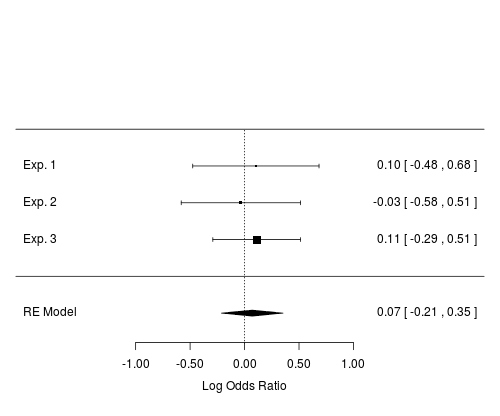 Exp. 1 0.10 [ -0.48 , 0.68 ]
Exp. 2 -0.03 [ -0.58 , 0.51 ]
Exp. 3 0.11 [ -0.29 , 0.51 ]
RE Model 0.07 [ -0.21 , 0.35 ]
-1.00 -0.50 0.00 0.50 1.00
Log Odds Ratio